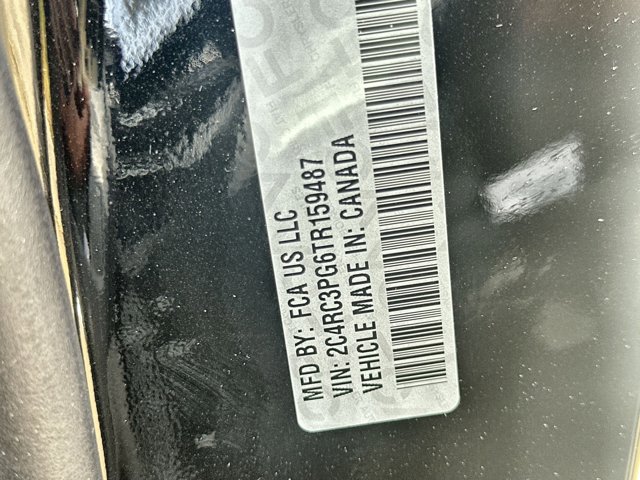 MFD BY: FCA US LLC
VIN: 2C4RC3PG6TR159487
VEHICLE MADE IN: CANADA